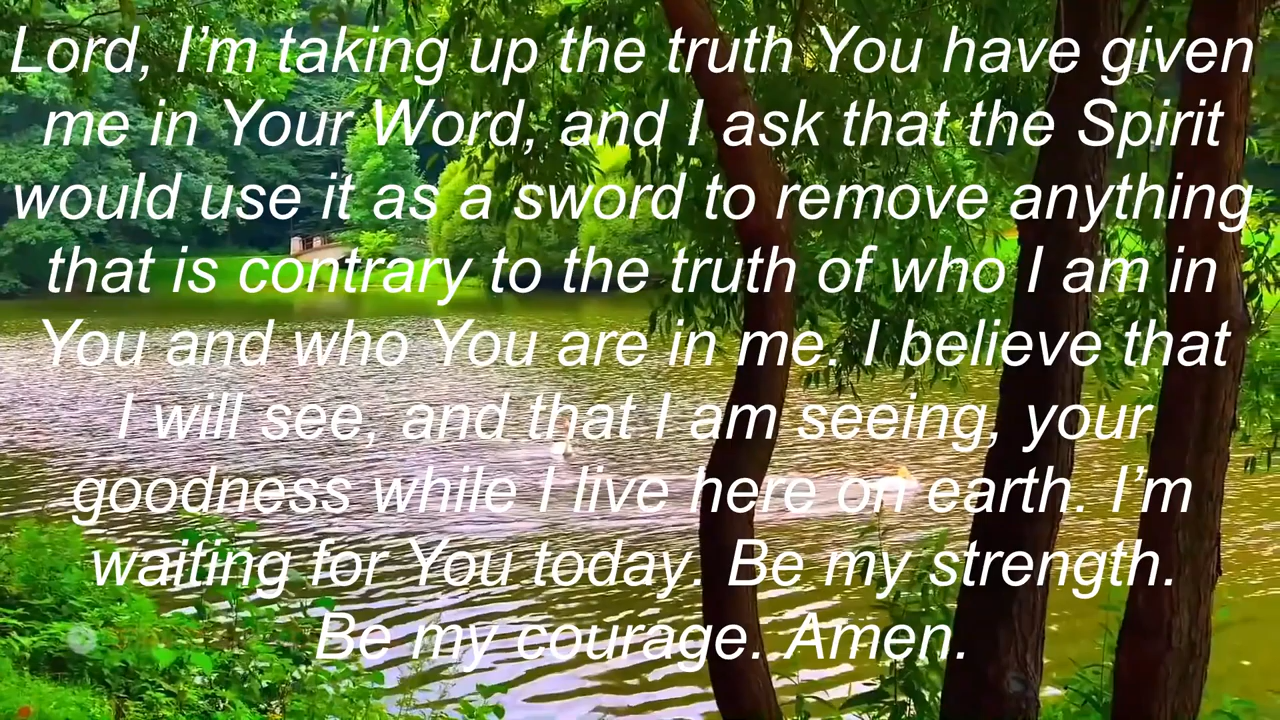 Lord, I’m taking up the truth You have given
me in Your Word, and I ask that the Spirit
would use it as a sword to remove anything
that is contrary to the truth of who I am in
You and who You are in me. I believe that
I will see, and that I am seeing, your
goodness while I live here on earth. I’m
waiting for You today. Be my strength.
Be my courage. Amen.